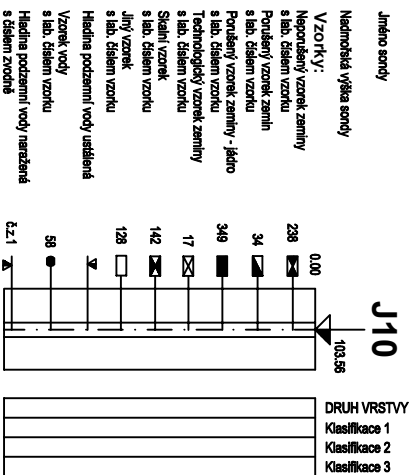 Jméno sondy
J10
Nadmořská výška sondy
103.56
Vzorky:
0.00
Neporušený vzorek zeminy
s lab. číslem vzorku
238
Porušený vzorek zemin
s lab. číslem vzorku
34
Porušený vzorek zeminy - jádro
s lab. číslem vzorku
349
Technologický vzorek zeminy
s lab. číslem vzorku
17
Skalní vzorek
s lab. číslem vzorku
142
Jiný vzorek
s lab. číslem vzorku
128
Hladina podzemní vody ustálená
Vzorek vody
s lab. číslem vzorku
58
Hladina podzemní vody naražená
s číslem zvodně
č.z.1
DRUH VRSTVY
Klasifikace 1
Klasifikace 2
Klasifikace 3